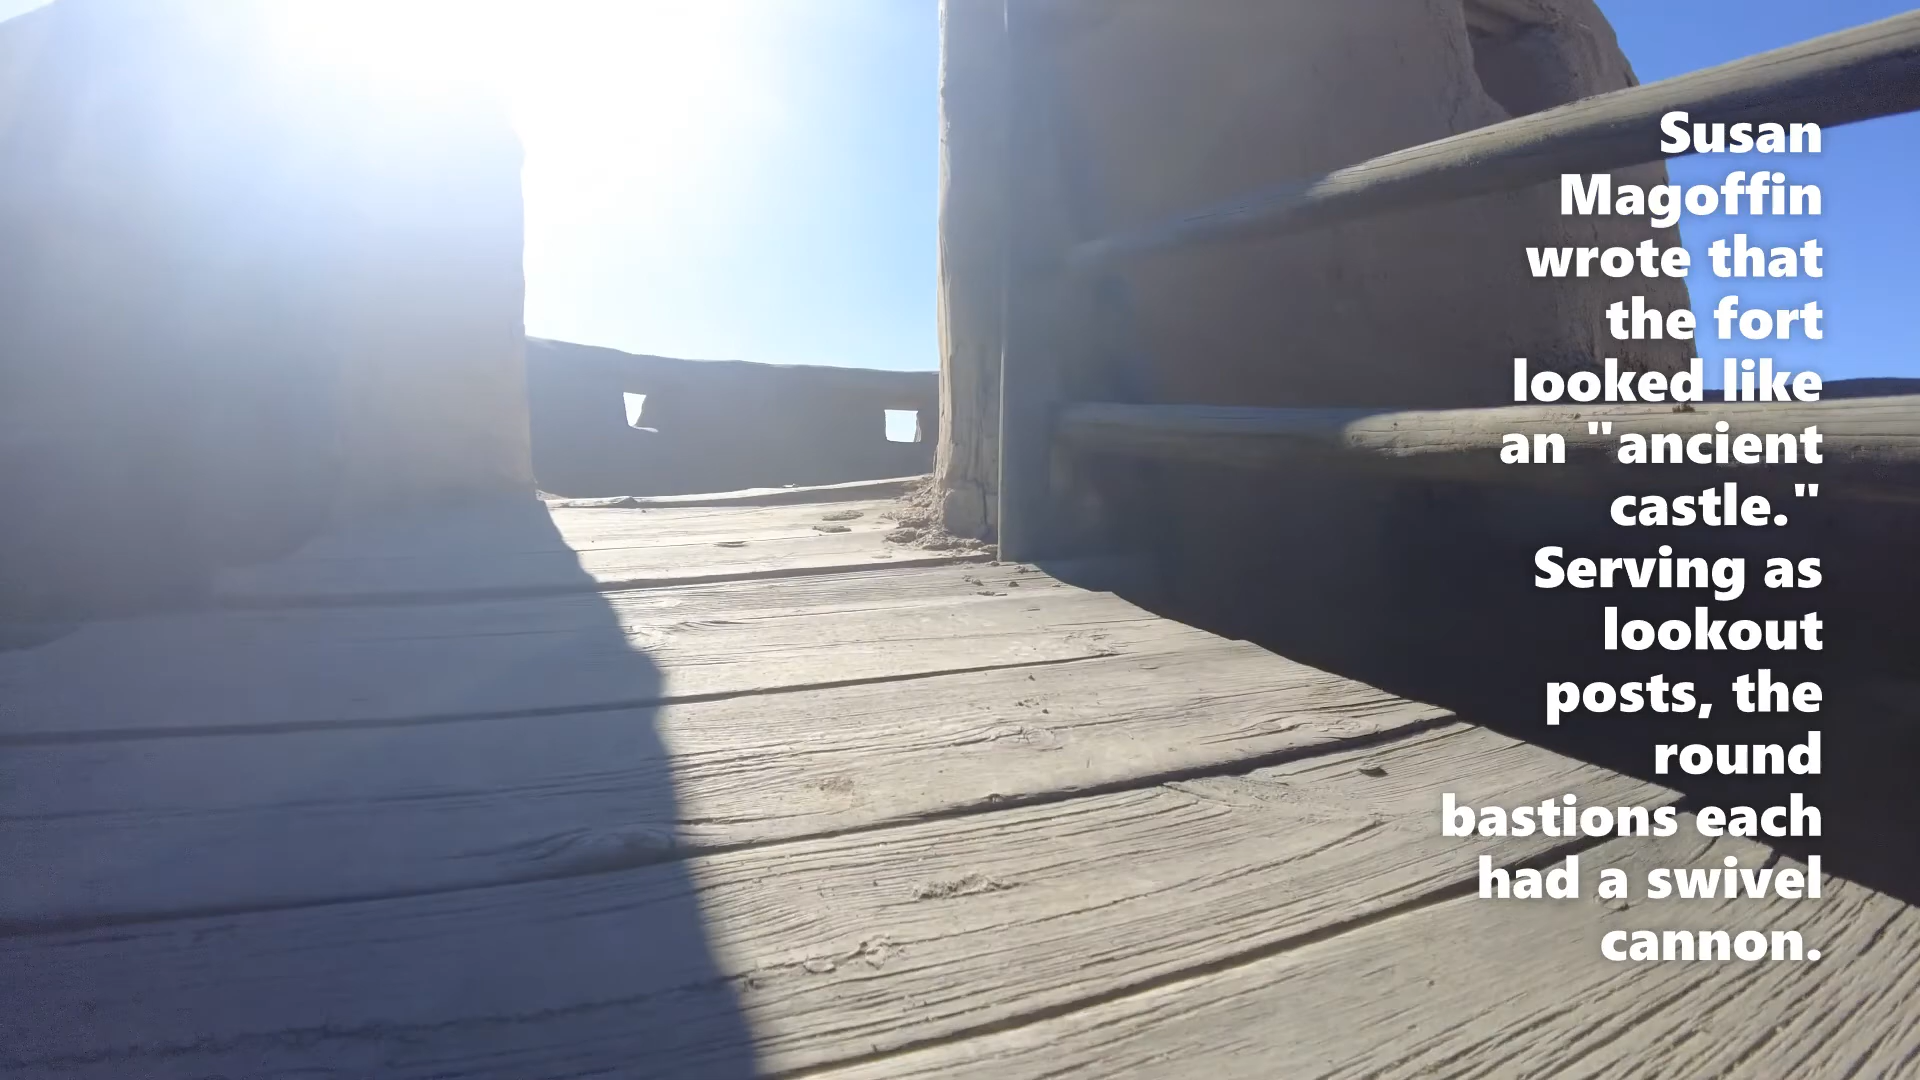 Susan
Magoffin
wrote that
the fort
looked like
an "ancient
castle."
Serving as
lookout
posts, the
round
bastions each
had a swivel
cannon.